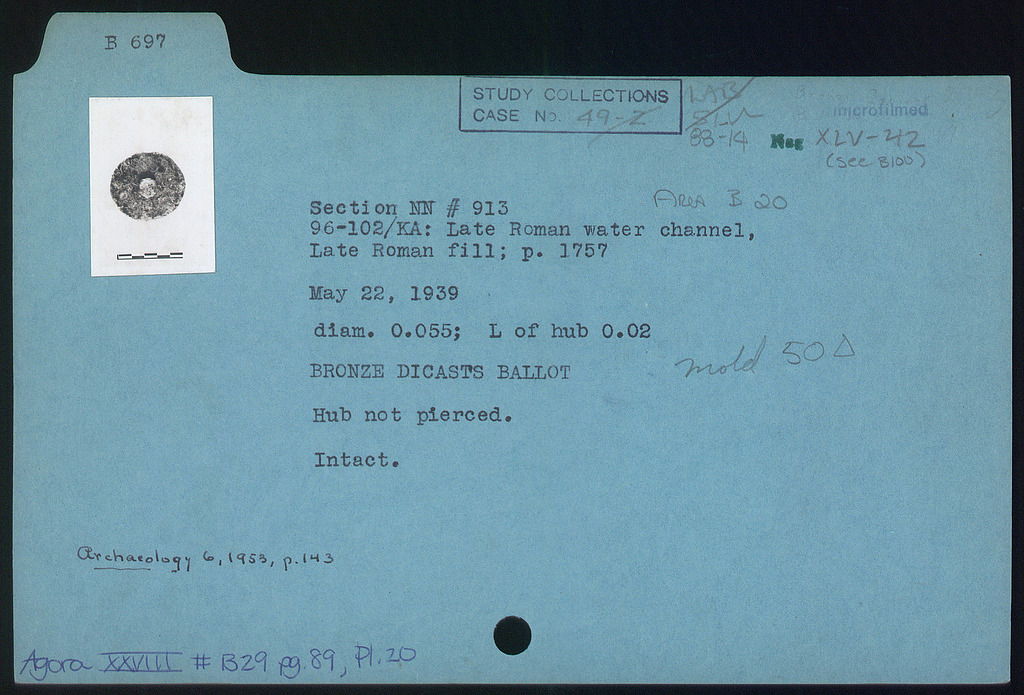 B 697
STUDY COLLECTIONS
CASE No. 49-Z
LAB
88-14
microfilmed
Neg XLV-42
(See B100)
Area B 20
Section NN # 913
96-102/KA: Late Roman water channel,
Late Roman fill; p. 1757
May 22, 1939
diam. 0.055; L of hub 0.02
BRONZE DICASTS BALLOT
mold 50 Δ
Hub not pierced.
Intact.
Archaeology 6, 1953, p. 143
Agora XXVIII # B29 pg. 89, Pl. 20